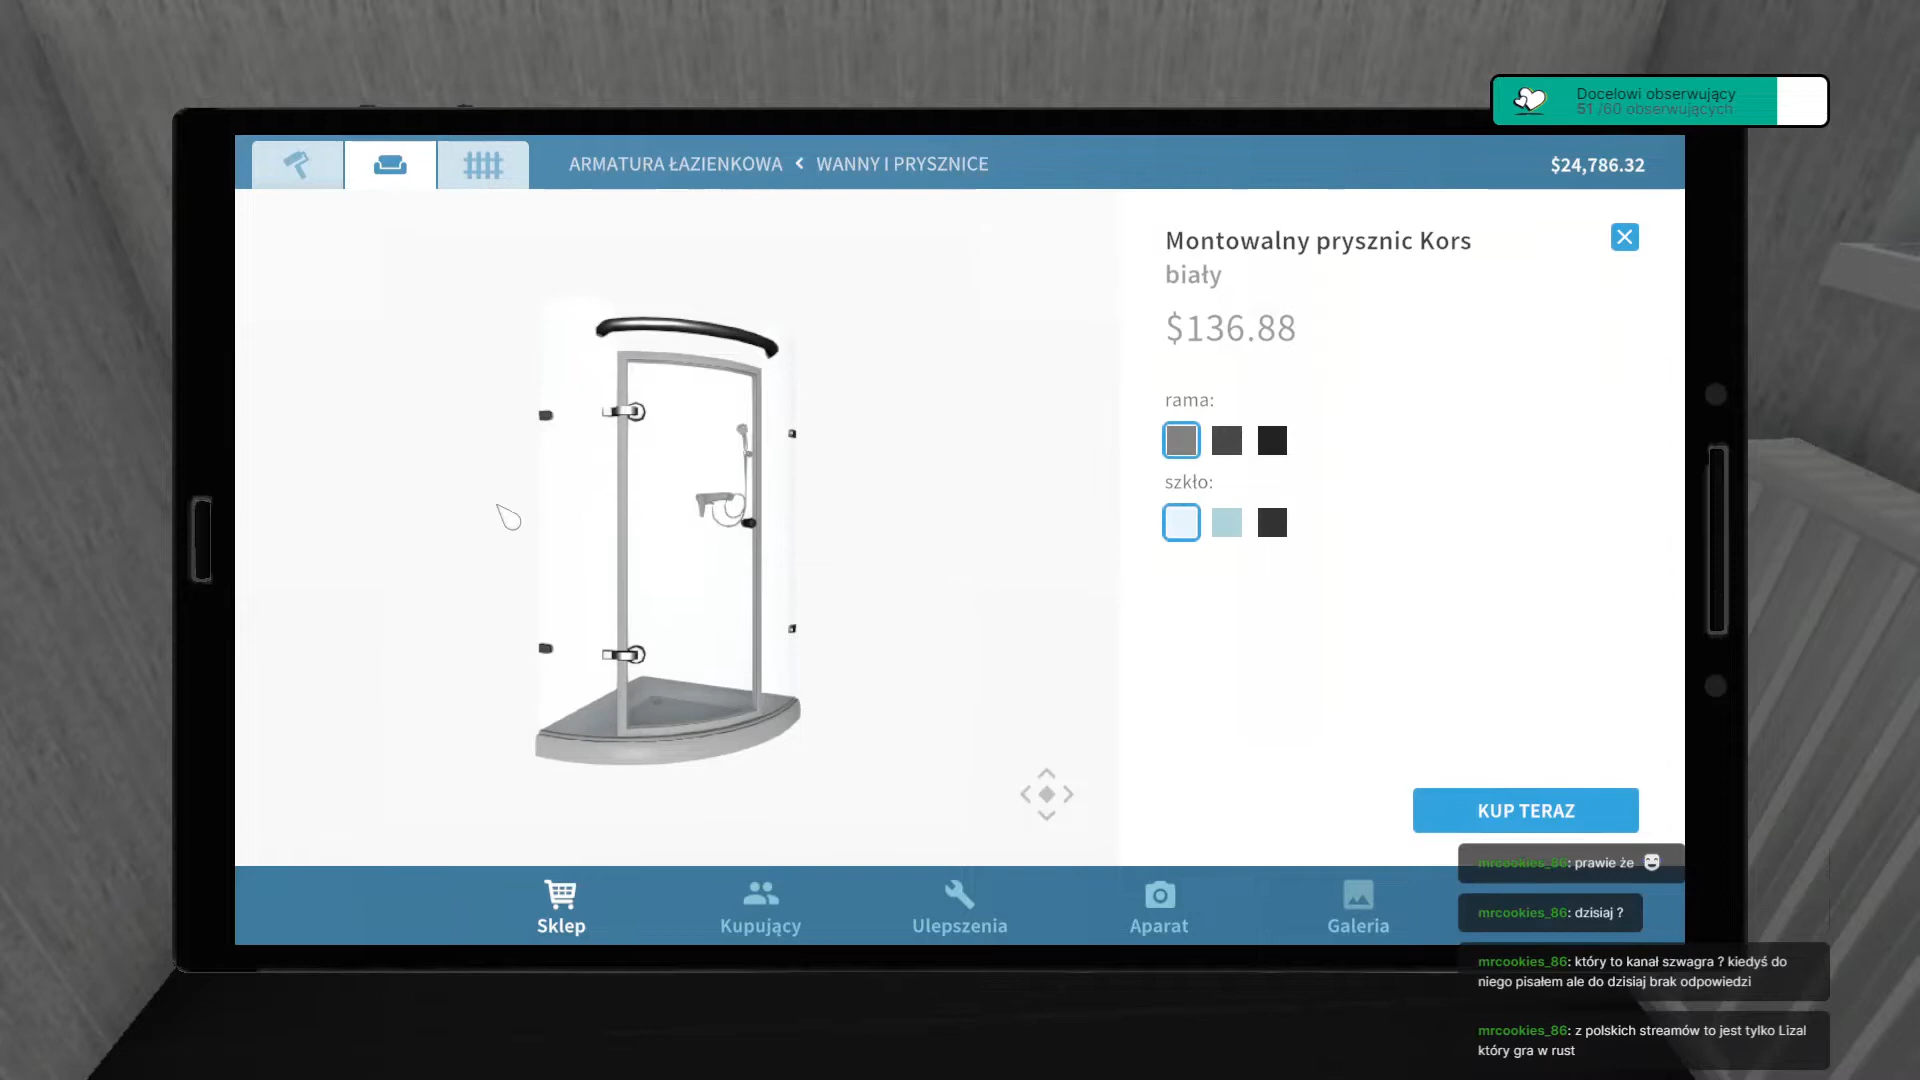 Docelowi obserwujący
51 /60 obserwujących
ARMATURA ŁAZIENKOWA < WANNY I PRYSZNICE
$24,786.32
Montowalny prysznic Kors
biały
$136.88
rama:
szkło:
KUP TERAZ
Sklep
Kupujący
Ulepszenia
Aparat
Galeria
mrcookies_86: prawie że
mrcookies_86: dzisiaj ?
mrcookies_86: który to kanał szwagra ? kiedyś do
niego pisałem ale do dzisiaj brak odpowiedzi
mrcookies_86: z polskich streamów to jest tylko Lizal
który gra w rust